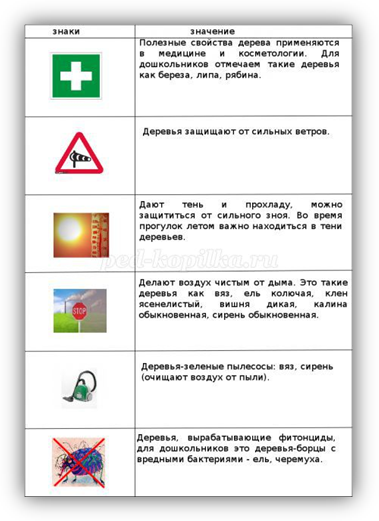 знаки значение
Полезные свойства дерева применяются
в медицине и косметологии. Для
дошкольников отмечаем такие деревья
как береза, липа, рябина.
Деревья защищают от сильных ветров.
Дают тень и прохладу, можно
защититься от сильного зноя. Во время
прогулок летом важно находиться в тени
деревьев.
ped-kopilka.ru
Делают воздух чистым от дыма. Это такие
деревья как вяз, ель колючая, клен
ясенелистый, вишня дикая, калина
обыкновенная, сирень обыкновенная.
STOP
Деревья-зеленые пылесосы: вяз, сирень
(очищают воздух от пыли).
Деревья, вырабатывающие фитонциды,
для дошкольников это деревья-борцы с
вредными бактериями - ель, черемуха.